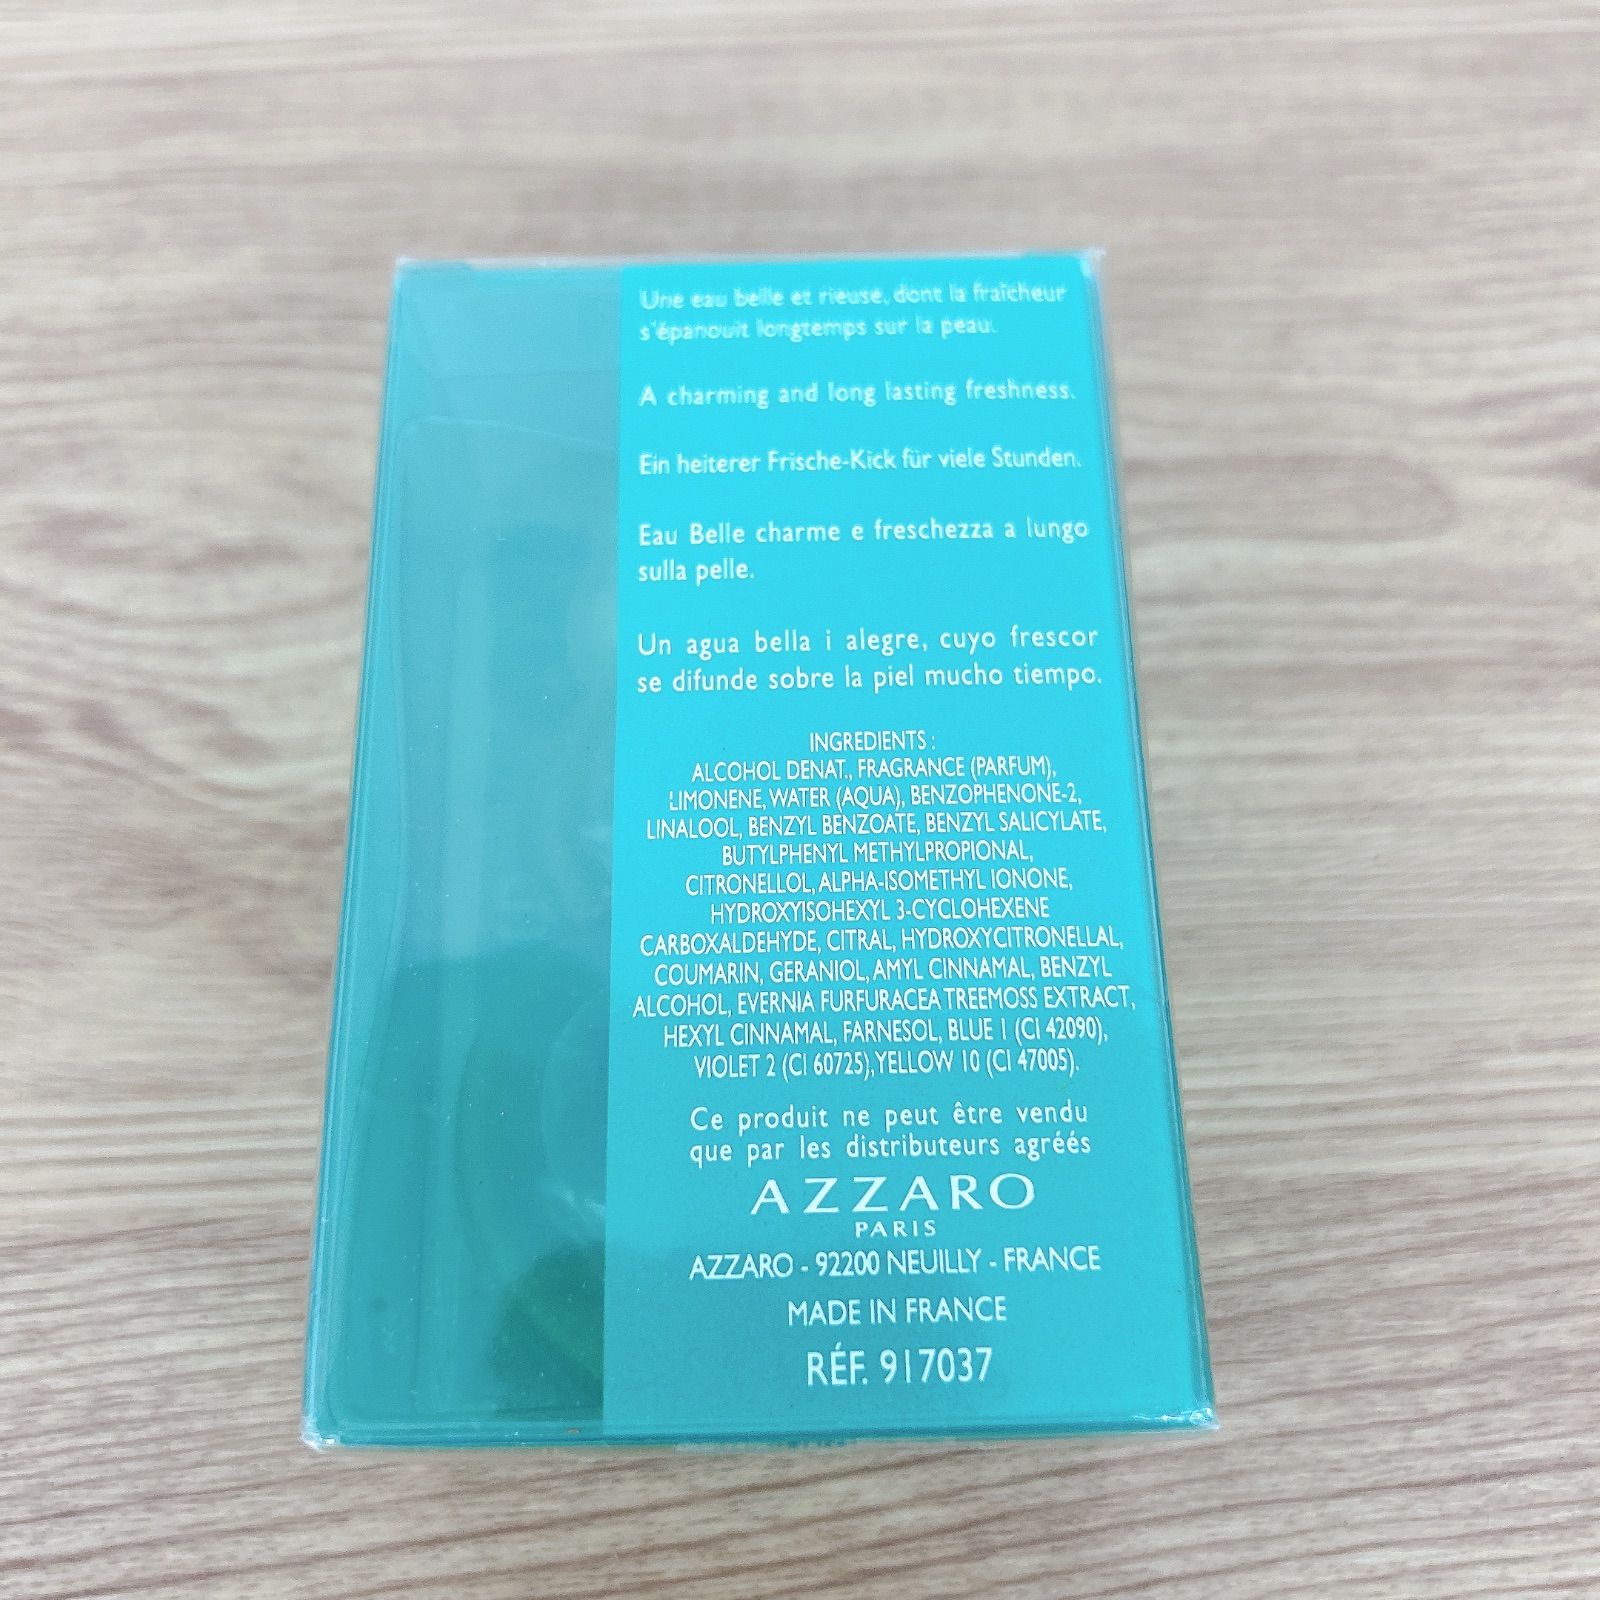 Une eau belle et rieuse, dont la fraîcheur
s'épanouit longtemps sur la peau.
A charming and long lasting freshness.
Ein heiterer Frische-Kick für viele Stunden.
Eau Belle charme e freschezza a lungo
sulla pelle.
Un agua bella i alegre, cuyo frescor
se difunde sobre la piel mucho tiempo.
INGREDIENTS :
ALCOHOL DENAT., FRAGRANCE (PARFUM),
LIMONENE, WATER (AQUA), BENZOPHENONE-2,
LINALOOL, BENZYL BENZOATE, BENZYL SALICYLATE,
BUTYLPHENYL METHYLPROPIONAL,
CITRONELLOL, ALPHA-ISOMETHYL IONONE,
HYDROXYISOHEXYL 3-CYCLOHEXENE
CARBOXALDEHYDE, CITRAL, HYDROXYCITRONELLAL,
COUMARIN, GERANIOL, AMYL CINNAMAL, BENZYL
ALCOHOL, EVERNIA FURFURACEA TREEMOSS EXTRACT,
HEXYL CINNAMAL, FARNESOL, BLUE 1 (CI 42090),
VIOLET 2 (CI 60725), YELLOW 10 (CI 47005).
Ce produit ne peut être vendu
que par les distributeurs agréés
AZZARO
PARIS
AZZARO - 92200 NEUILLY - FRANCE
MADE IN FRANCE
RÉF. 917037